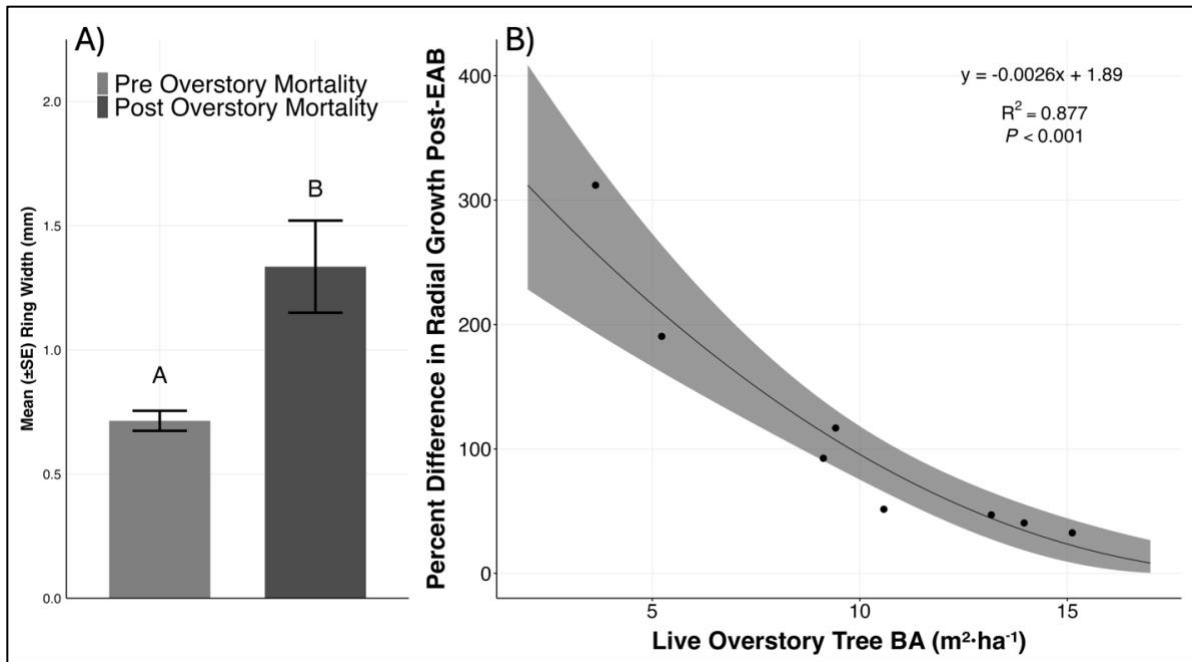 A)
Pre Overstory Mortality
Post Overstory Mortality
Mean (±SE) Ring Width (mm)
2.0
1.5
1.0
0.5
0.0
A
B
B)
Percent Difference in Radial Growth Post-EAB
400
300
200
100
0
y = -0.0026x + 1.89
R² = 0.877
P < 0.001
5
10
15
Live Overstory Tree BA (m²·ha⁻¹)